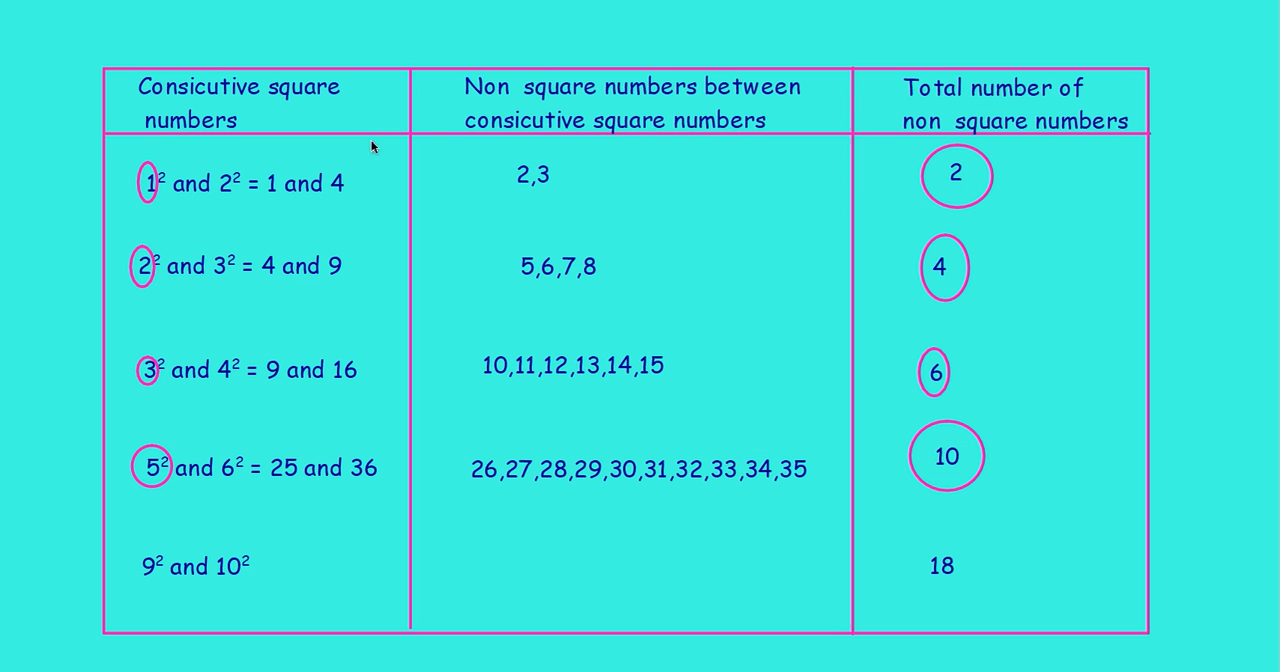 Consicutive square
numbers
Non square numbers between
consicutive square numbers
Total number of
non square numbers
1² and 2² = 1 and 4
2,3
2
2² and 3² = 4 and 9
5,6,7,8
4
3² and 4² = 9 and 16
10,11,12,13,14,15
6
5² and 6² = 25 and 36
26,27,28,29,30,31,32,33,34,35
10
9² and 10²
18